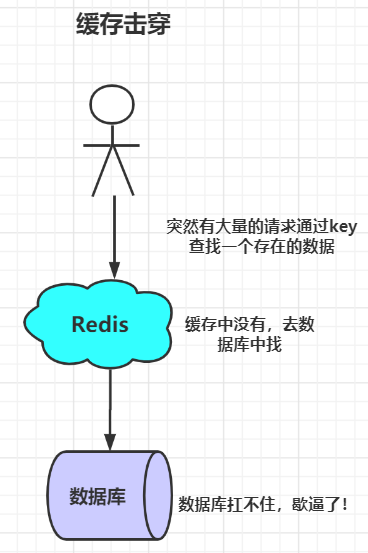 缓存击穿
突然有大量的请求通过key
查找一个存在的数据
Redis
缓存中没有，去数
据库中找
数据库
数据库扛不住，歇逼了！